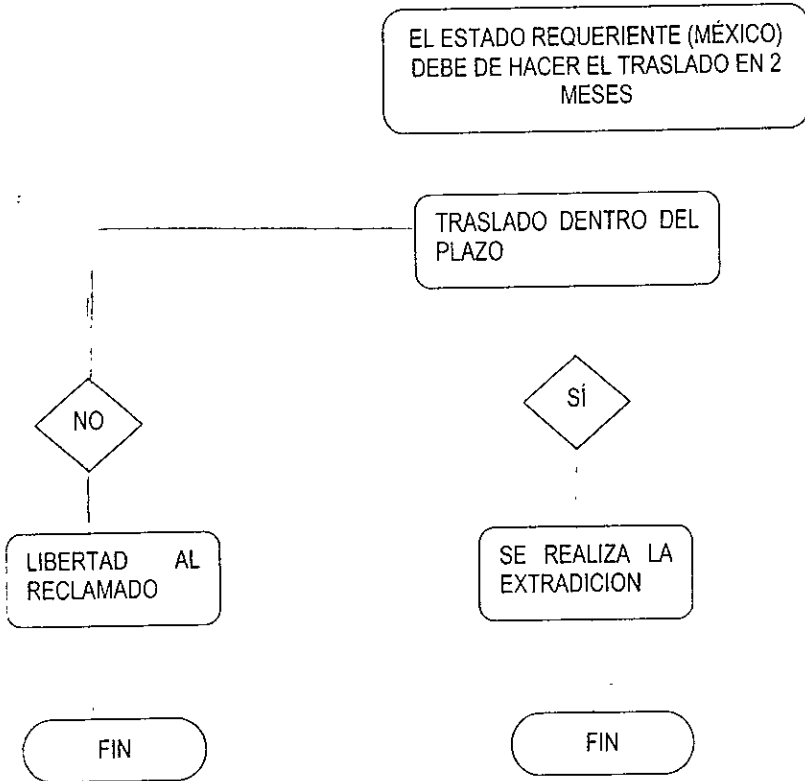 EL ESTADO REQUERIENTE (MÉXICO)
DEBE DE HACER EL TRASLADO EN 2
MESES
TRASLADO DENTRO DEL
PLAZO
NO
SÍ
LIBERTAD AL
RECLAMADO
SE REALIZA LA
EXTRADICION
FIN
FIN